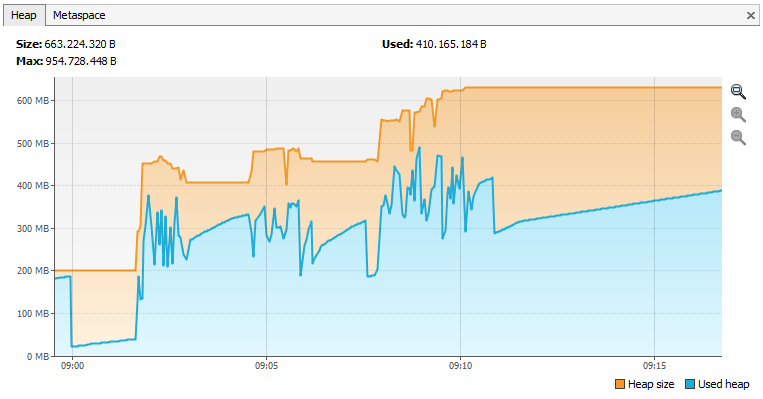 Heap Metaspace
Size: 663.224.320 B Used: 410.165.184 B
Max: 954.728.448 B
600 MB
500 MB
400 MB
300 MB
200 MB
100 MB
0 MB
09:00 09:05 09:10 09:15
Heap size Used heap